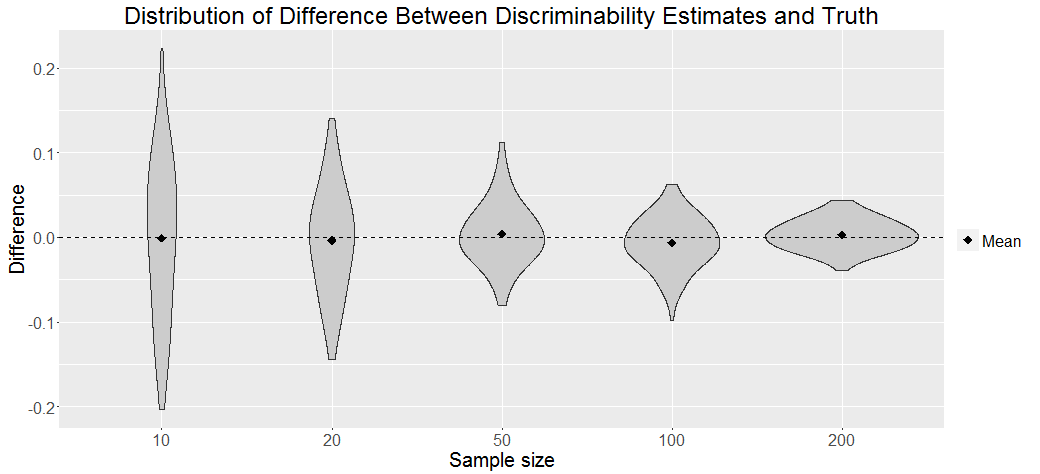 Distribution of Difference Between Discriminability Estimates and Truth
Difference
0.2
0.1
0.0
-0.1
-0.2
10 20 50 100 200
Sample size
Mean